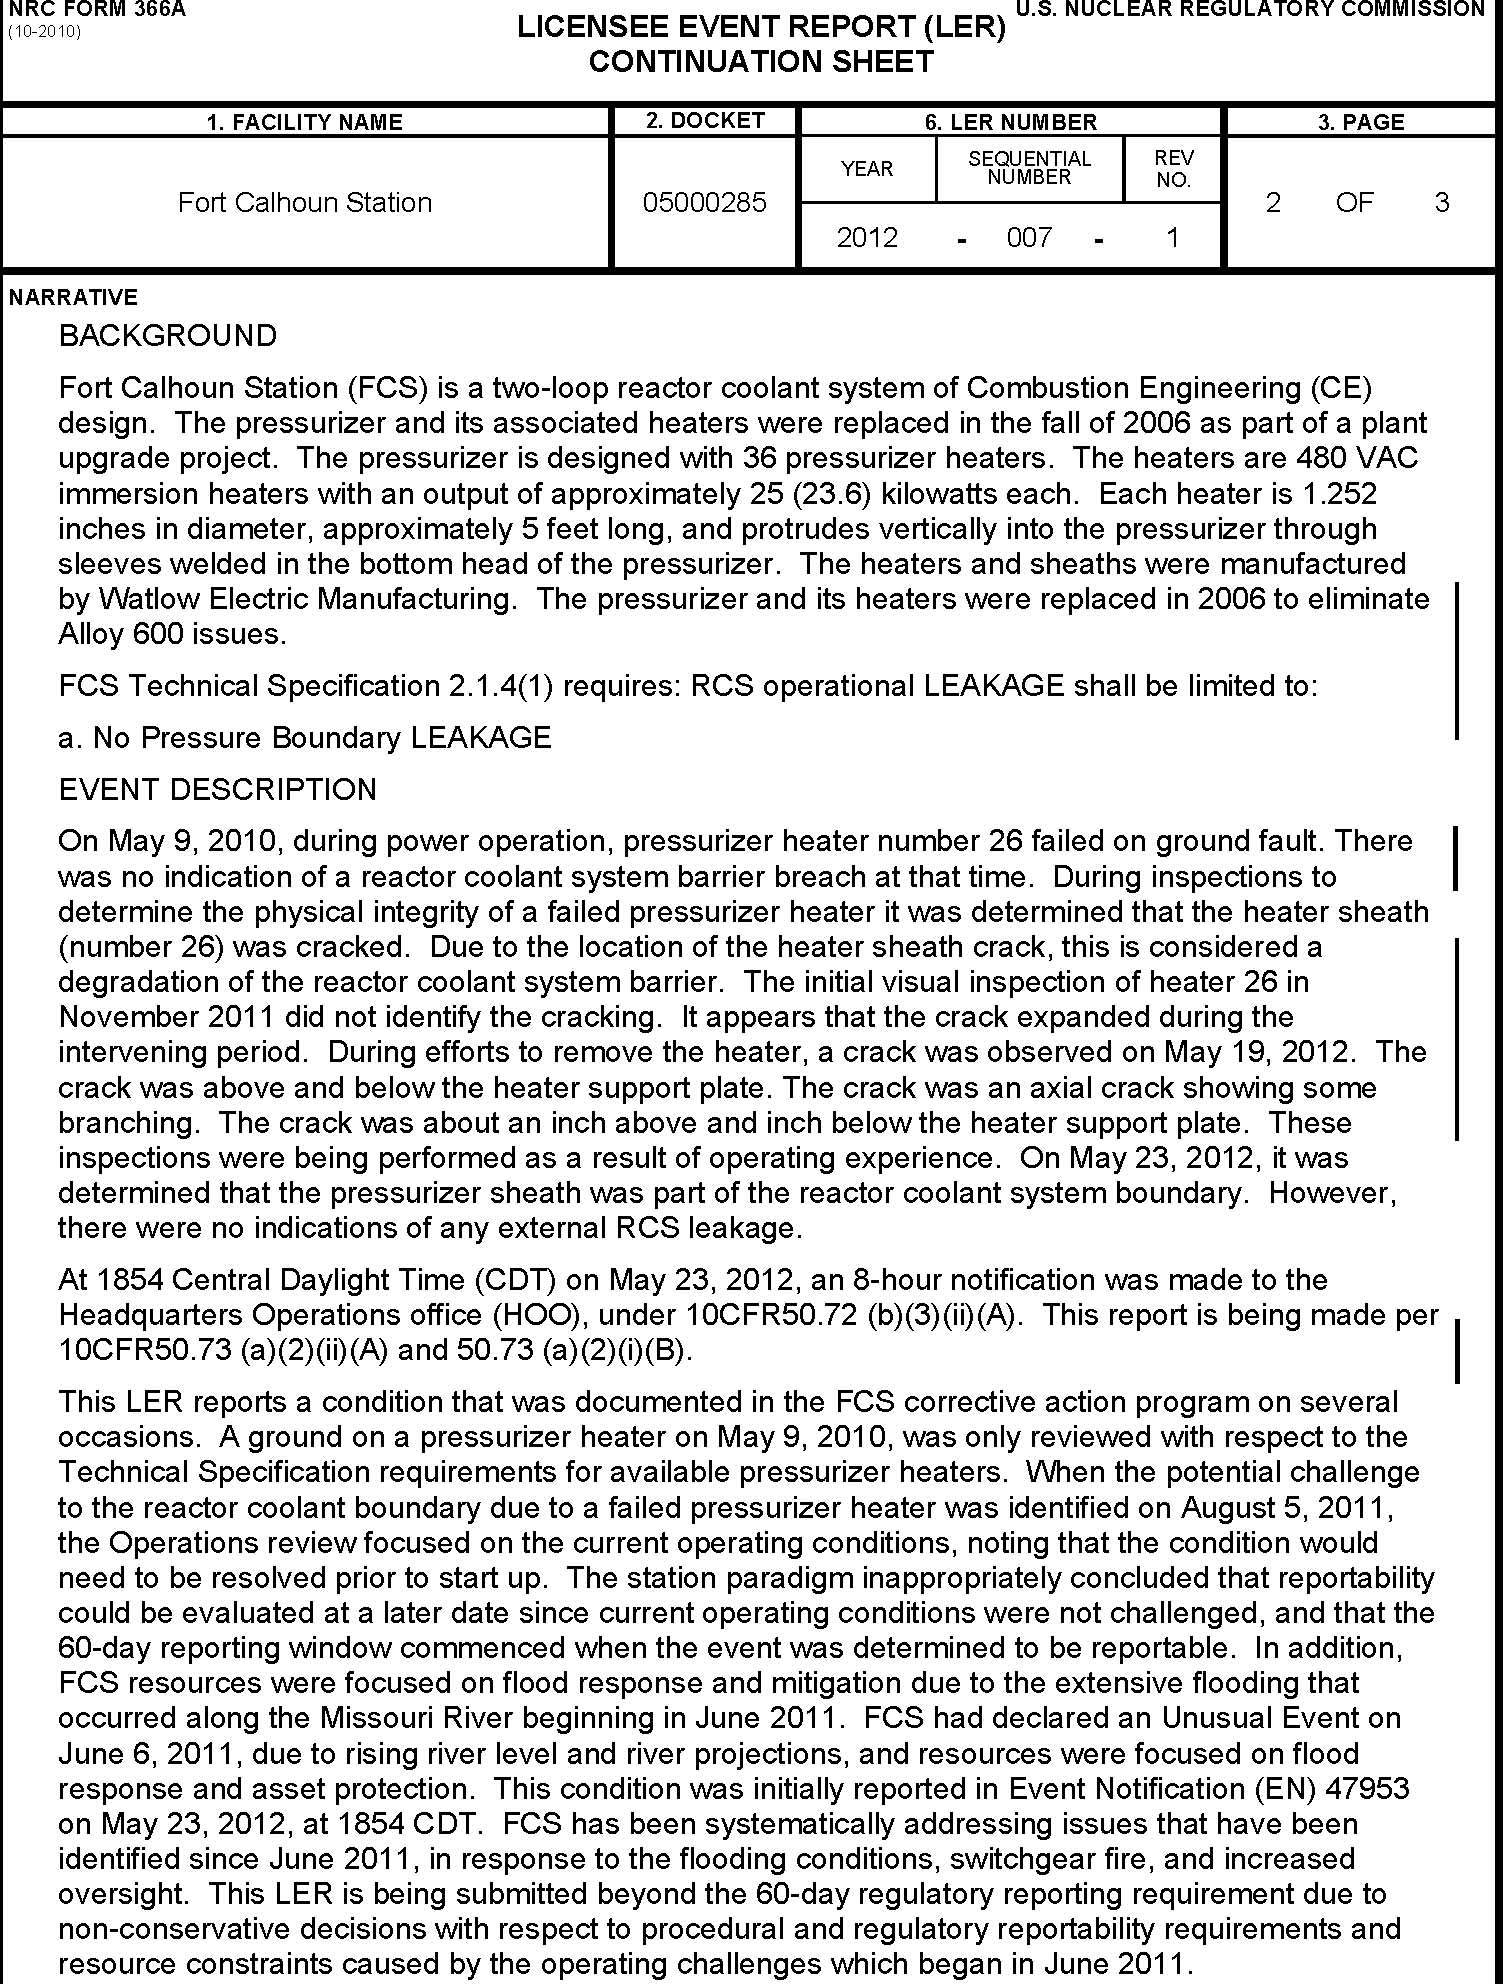 NRC FORM 366A
(10-2010)
U.S. NUCLEAR REGULATORY COMMISSION
LICENSEE EVENT REPORT (LER)
CONTINUATION SHEET
1. FACILITY NAME
2. DOCKET
6. LER NUMBER
3. PAGE
Fort Calhoun Station
05000285
YEAR
SEQUENTIAL
NUMBER
REV
NO.
2 OF 3
2012 - 007 - 1
NARRATIVE
BACKGROUND
Fort Calhoun Station (FCS) is a two-loop reactor coolant system of Combustion Engineering (CE)
design. The pressurizer and its associated heaters were replaced in the fall of 2006 as part of a plant
upgrade project. The pressurizer is designed with 36 pressurizer heaters. The heaters are 480 VAC
immersion heaters with an output of approximately 25 (23.6) kilowatts each. Each heater is 1.252
inches in diameter, approximately 5 feet long, and protrudes vertically into the pressurizer through
sleeves welded in the bottom head of the pressurizer. The heaters and sheaths were manufactured
by Watlow Electric Manufacturing. The pressurizer and its heaters were replaced in 2006 to eliminate
Alloy 600 issues.
FCS Technical Specification 2.1.4(1) requires: RCS operational LEAKAGE shall be limited to:
a. No Pressure Boundary LEAKAGE
EVENT DESCRIPTION
On May 9, 2010, during power operation, pressurizer heater number 26 failed on ground fault. There
was no indication of a reactor coolant system barrier breach at that time. During inspections to
determine the physical integrity of a failed pressurizer heater it was determined that the heater sheath
(number 26) was cracked. Due to the location of the heater sheath crack, this is considered a
degradation of the reactor coolant system barrier. The initial visual inspection of heater 26 in
November 2011 did not identify the cracking. It appears that the crack expanded during the
intervening period. During efforts to remove the heater, a crack was observed on May 19, 2012. The
crack was above and below the heater support plate. The crack was an axial crack showing some
branching. The crack was about an inch above and inch below the heater support plate. These
inspections were being performed as a result of operating experience. On May 23, 2012, it was
determined that the pressurizer sheath was part of the reactor coolant system boundary. However,
there were no indications of any external RCS leakage.
At 1854 Central Daylight Time (CDT) on May 23, 2012, an 8-hour notification was made to the
Headquarters Operations office (HOO), under 10CFR50.72 (b)(3)(ii)(A). This report is being made per
10CFR50.73 (a)(2)(ii)(A) and 50.73 (a)(2)(i)(B).
This LER reports a condition that was documented in the FCS corrective action program on several
occasions. A ground on a pressurizer heater on May 9, 2010, was only reviewed with respect to the
Technical Specification requirements for available pressurizer heaters. When the potential challenge
to the reactor coolant boundary due to a failed pressurizer heater was identified on August 5, 2011,
the Operations review focused on the current operating conditions, noting that the condition would
need to be resolved prior to start up. The station paradigm inappropriately concluded that reportability
could be evaluated at a later date since current operating conditions were not challenged, and that the
60-day reporting window commenced when the event was determined to be reportable. In addition,
FCS resources were focused on flood response and mitigation due to the extensive flooding that
occurred along the Missouri River beginning in June 2011. FCS had declared an Unusual Event on
June 6, 2011, due to rising river level and river projections, and resources were focused on flood
response and asset protection. This condition was initially reported in Event Notification (EN) 47953
on May 23, 2012, at 1854 CDT. FCS has been systematically addressing issues that have been
identified since June 2011, in response to the flooding conditions, switchgear fire, and increased
oversight. This LER is being submitted beyond the 60-day regulatory reporting requirement due to
non-conservative decisions with respect to procedural and regulatory reportability requirements and
resource constraints caused by the operating challenges which began in June 2011.